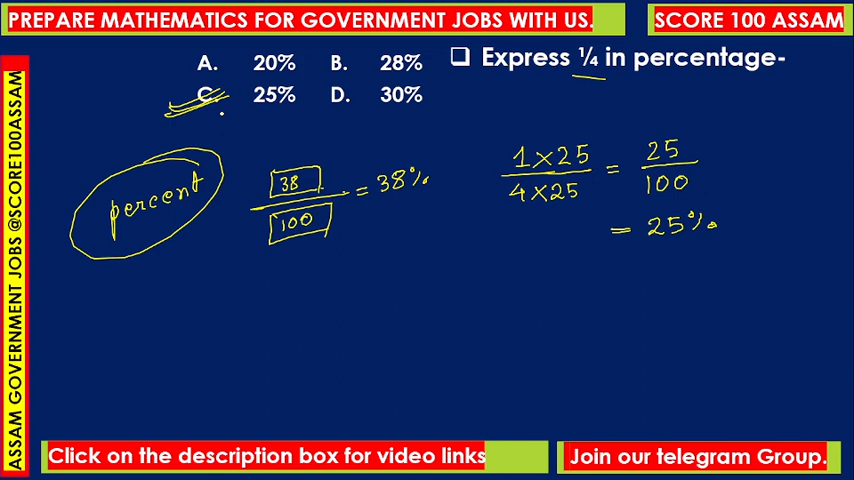 PREPARE MATHEMATICS FOR GOVERNMENT JOBS WITH US.
SCORE 100 ASSAM
ASSAM GOVERNMENT JOBS @SCORE100ASSAM
❑ Express ¼ in percentage-
A. 20% B. 28%
C. 25% D. 30%
percent
38/100 = 38%
1×25/4×25 = 25/100
= 25%
Click on the description box for video links
Join our telegram Group.